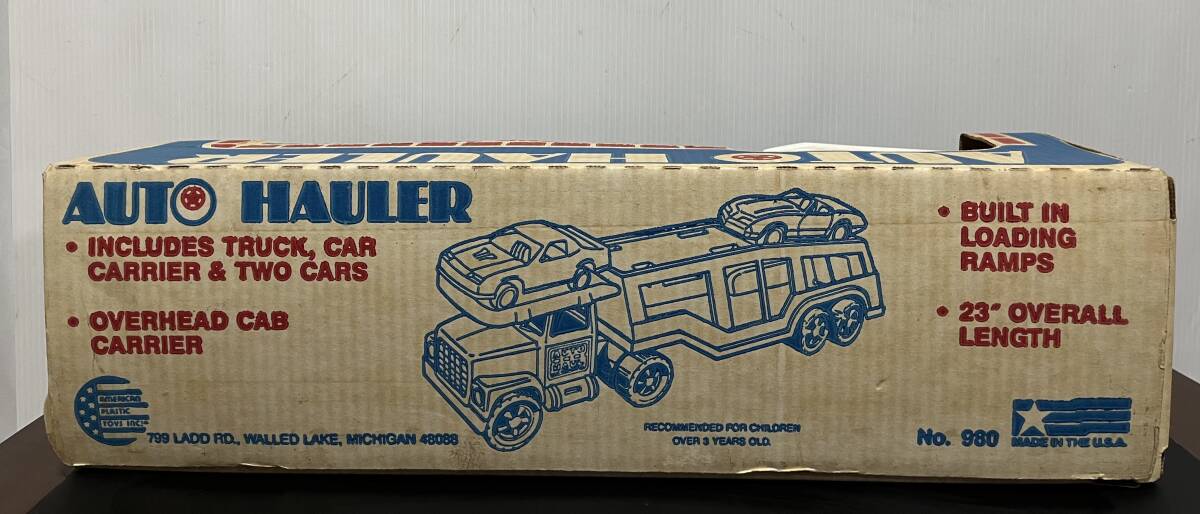 AUTO HAULER
AUTO HAULER
• INCLUDES TRUCK, CAR
CARRIER & TWO CARS
• OVERHEAD CAB
CARRIER
• BUILT IN
LOADING
RAMPS
• 23" OVERALL
LENGTH
AMERICAN
PLASTIC
TOYS INC.
799 LADD RD., WALLED LAKE, MICHIGAN 48088
RECOMMENDED FOR CHILDREN
OVER 3 YEARS OLD.
No. 980
MADE IN THE U.S.A.